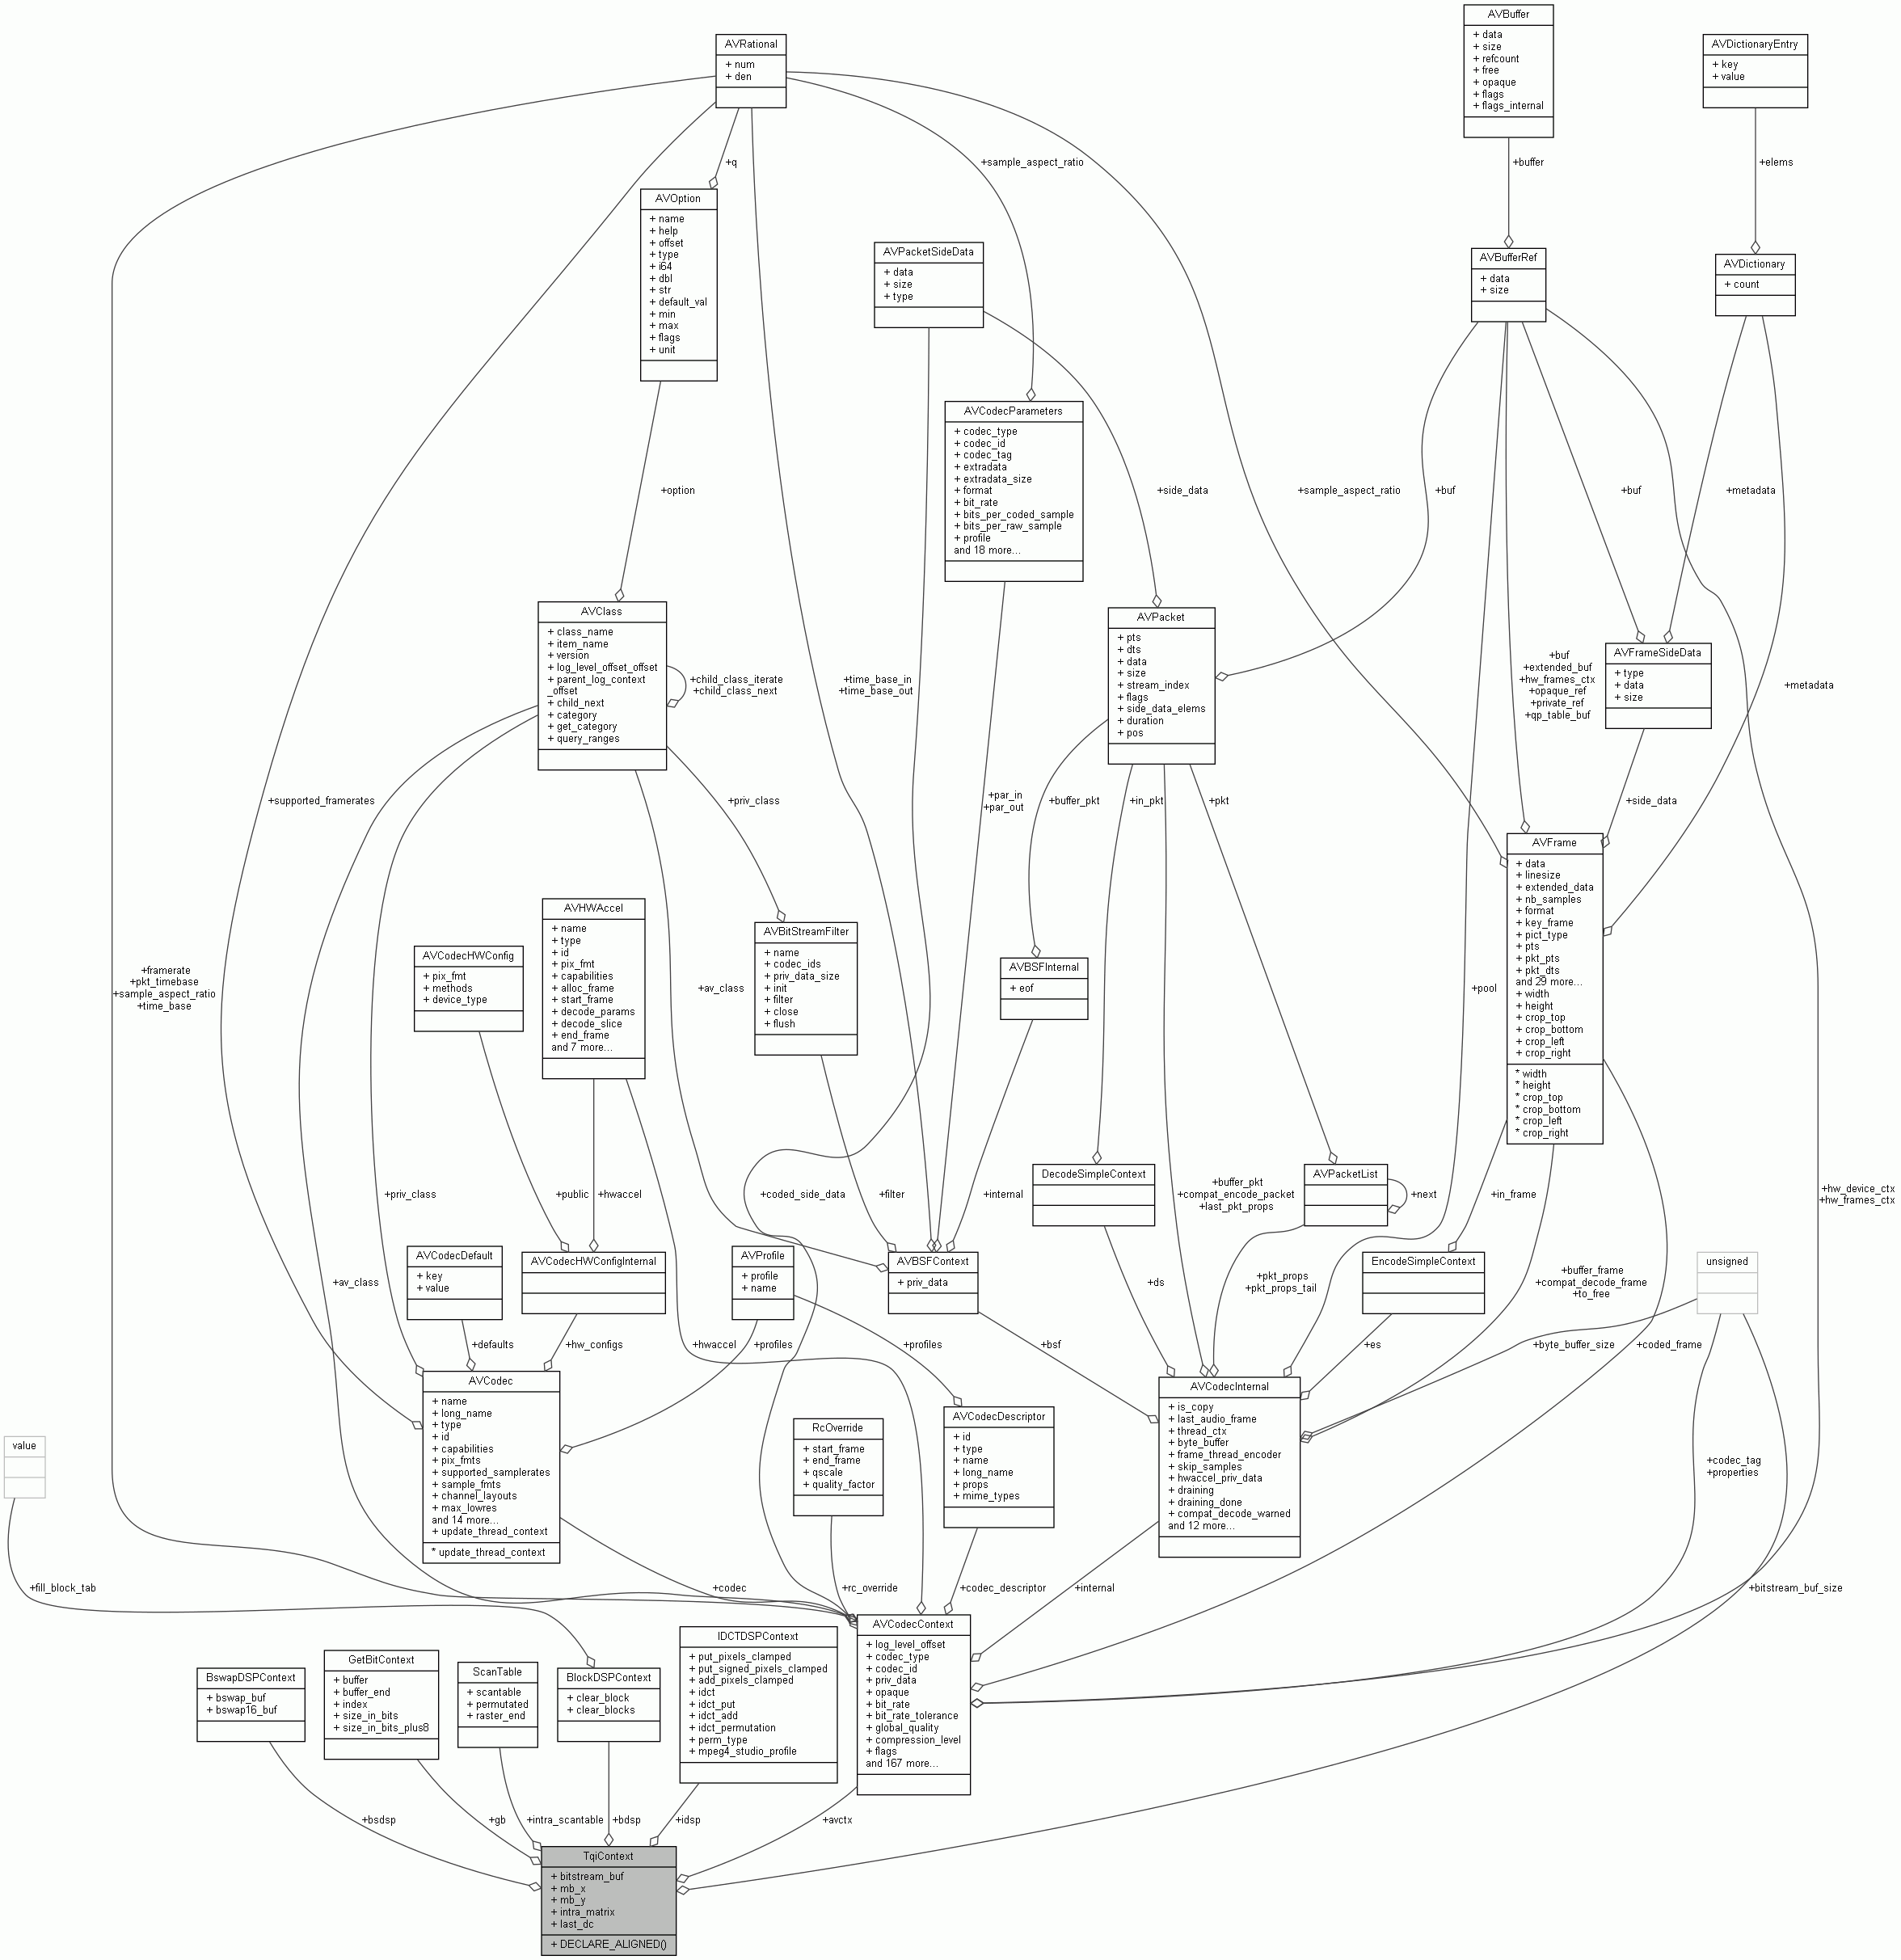 AVBuffer
+ data
+ size
+ refcount
+ free
+ opaque
+ flags
+ flags_internal
AVRational
+ num
+ den
AVDictionaryEntry
+ key
+ value
+q
+sample_aspect_ratio
+buffer
+elems
AVOption
+ name
+ help
+ offset
+ type
+ i64
+ dbl
+ str
+ default_val
+ min
+ max
+ flags
+ unit
AVPacketSideData
+ data
+ size
+ type
AVBufferRef
+ data
+ size
AVDictionary
+ count
AVCodecParameters
+ codec_type
+ codec_id
+ codec_tag
+ extradata
+ extradata_size
+ format
+ bit_rate
+ bits_per_coded_sample
+ bits_per_raw_sample
+ profile
and 18 more...
+option
+side_data
+sample_aspect_ratio
+buf
+buf
+metadata
AVClass
+ class_name
+ item_name
+ version
+ log_level_offset_offset
+ parent_log_context
_offset
+ child_next
+ category
+ get_category
+ query_ranges
+child_class_iterate
+child_class_next
+time_base_in
+time_base_out
AVPacket
+ pts
+ dts
+ data
+ size
+ stream_index
+ flags
+ side_data_elems
+ duration
+ pos
+buf
+extended_buf
+hw_frames_ctx
+opaque_ref
+private_ref
+qp_table_buf
AVFrameSideData
+ type
+ data
+ size
+metadata
+supported_framerates
+priv_class
+par_in
+par_out
+buffer_pkt
+in_pkt
+pkt
+side_data
AVFrame
+ data
+ linesize
+ extended_data
+ nb_samples
+ format
+ key_frame
+ pict_type
+ pts
+ pkt_pts
+ pkt_dts
and 29 more...
+ width
+ height
+ crop_top
+ crop_bottom
+ crop_left
+ crop_right
* width
* height
* crop_top
* crop_bottom
* crop_left
* crop_right
AVHWAccel
+ name
+ type
+ id
+ pix_fmt
+ capabilities
+ alloc_frame
+ start_frame
+ decode_params
+ decode_slice
+ end_frame
and 7 more...
AVCodecHWConfig
+ pix_fmt
+ methods
+ device_type
AVBitStreamFilter
+ name
+ codec_ids
+ priv_data_size
+ init
+ filter
+ close
+ flush
AVBSFInternal
+ eof
+framerate
+pkt_timebase
+sample_aspect_ratio
+time_base
+av_class
+pool
+priv_class
+public
+hwaccel
+coded_side_data
+filter
+internal
DecodeSimpleContext
+buffer_pkt
+compat_encode_packet
+last_pkt_props
AVPacketList
+next
+in_frame
+hw_device_ctx
+hw_frames_ctx
AVCodecDefault
+ key
+ value
AVCodecHWConfigInternal
AVProfile
+ profile
+ name
AVBSFContext
+ priv_data
EncodeSimpleContext
unsigned
+av_class
+ds
+pkt_props
+pkt_props_tail
+buffer_frame
+compat_decode_frame
+to_free
+defaults
+hw_configs
+profiles
+hwaccel
+profiles
+bsf
+es
+byte_buffer_size
+coded_frame
AVCodec
+ name
+ long_name
+ type
+ id
+ capabilities
+ pix_fmts
+ supported_samplerates
+ sample_fmts
+ channel_layouts
+ max_lowres
and 14 more...
+ update_thread_context
* update_thread_context
AVCodecInternal
+ is_copy
+ last_audio_frame
+ thread_ctx
+ byte_buffer
+ frame_thread_encoder
+ skip_samples
+ hwaccel_priv_data
+ draining
+ draining_done
+ compat_decode_warned
and 12 more...
RcOverride
+ start_frame
+ end_frame
+ qscale
+ quality_factor
AVCodecDescriptor
+ id
+ type
+ name
+ long_name
+ props
+ mime_types
value
+codec_tag
+properties
+fill_block_tab
+codec
+rc_override
+codec_descriptor
+internal
+bitstream_buf_size
BswapDSPContext
+ bswap_buf
+ bswap16_buf
GetBitContext
+ buffer
+ buffer_end
+ index
+ size_in_bits
+ size_in_bits_plus8
ScanTable
+ scantable
+ permutated
+ raster_end
BlockDSPContext
+ clear_block
+ clear_blocks
IDCTDSPContext
+ put_pixels_clamped
+ put_signed_pixels_clamped
+ add_pixels_clamped
+ idct
+ idct_put
+ idct_add
+ idct_permutation
+ perm_type
+ mpeg4_studio_profile
AVCodecContext
+ log_level_offset
+ codec_type
+ codec_id
+ priv_data
+ opaque
+ bit_rate
+ bit_rate_tolerance
+ global_quality
+ compression_level
+ flags
and 167 more...
+bsdsp
+gb
+intra_scantable
+bdsp
+idsp
+avctx
TqiContext
+ bitstream_buf
+ mb_x
+ mb_y
+ intra_matrix
+ last_dc
+ DECLARE_ALIGNED()